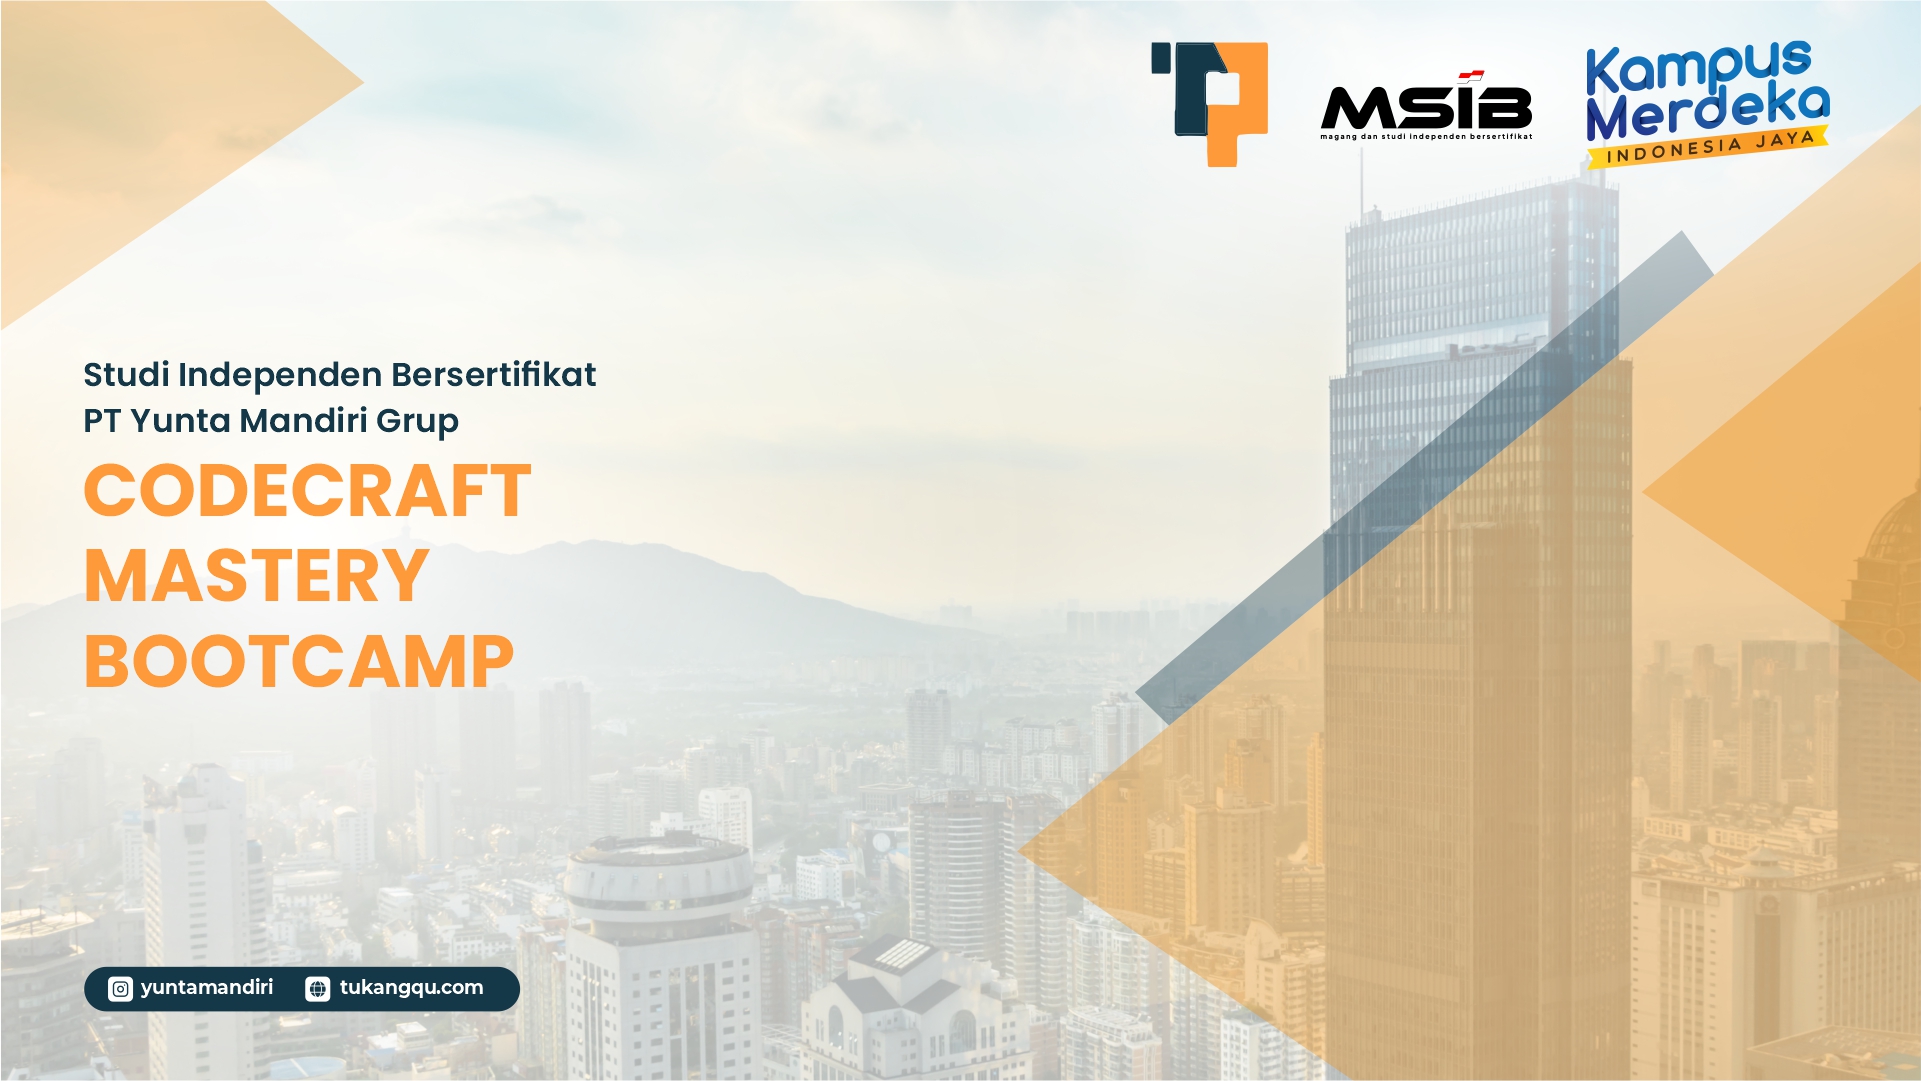 MSIB
magang dan studi independen bersertifikat
Kampus
Merdeka
INDONESIA JAYA
Studi Independen Bersertifikat
PT Yunta Mandiri Grup
CODECRAFT
MASTERY
BOOTCAMP
yuntamandiri
tukangqu.com